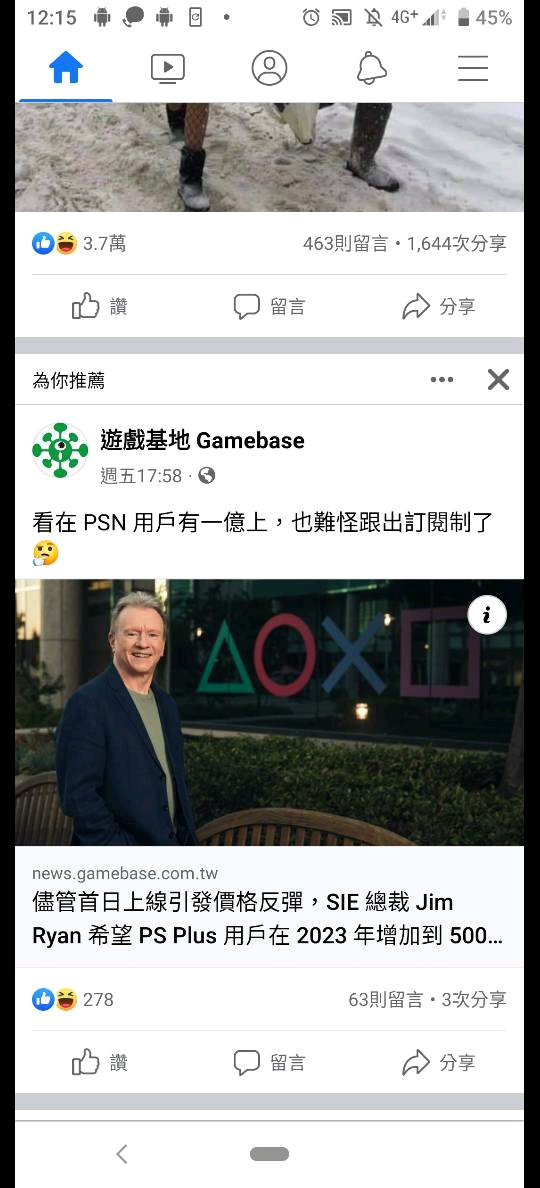 12:15
4G+
45%
3.7萬
463則留言 • 1,644次分享
讚
留言
分享
為你推薦
遊戲基地 Gamebase
週五17:58 ·
看在 PSN 用戶有一億上，也難怪跟出訂閱制了
🤔
i
news.gamebase.com.tw
儘管首日上線引發價格反彈，SIE 總裁 Jim
Ryan 希望 PS Plus 用戶在 2023 年增加到 500...
278
63則留言 • 3次分享
讚
留言
分享